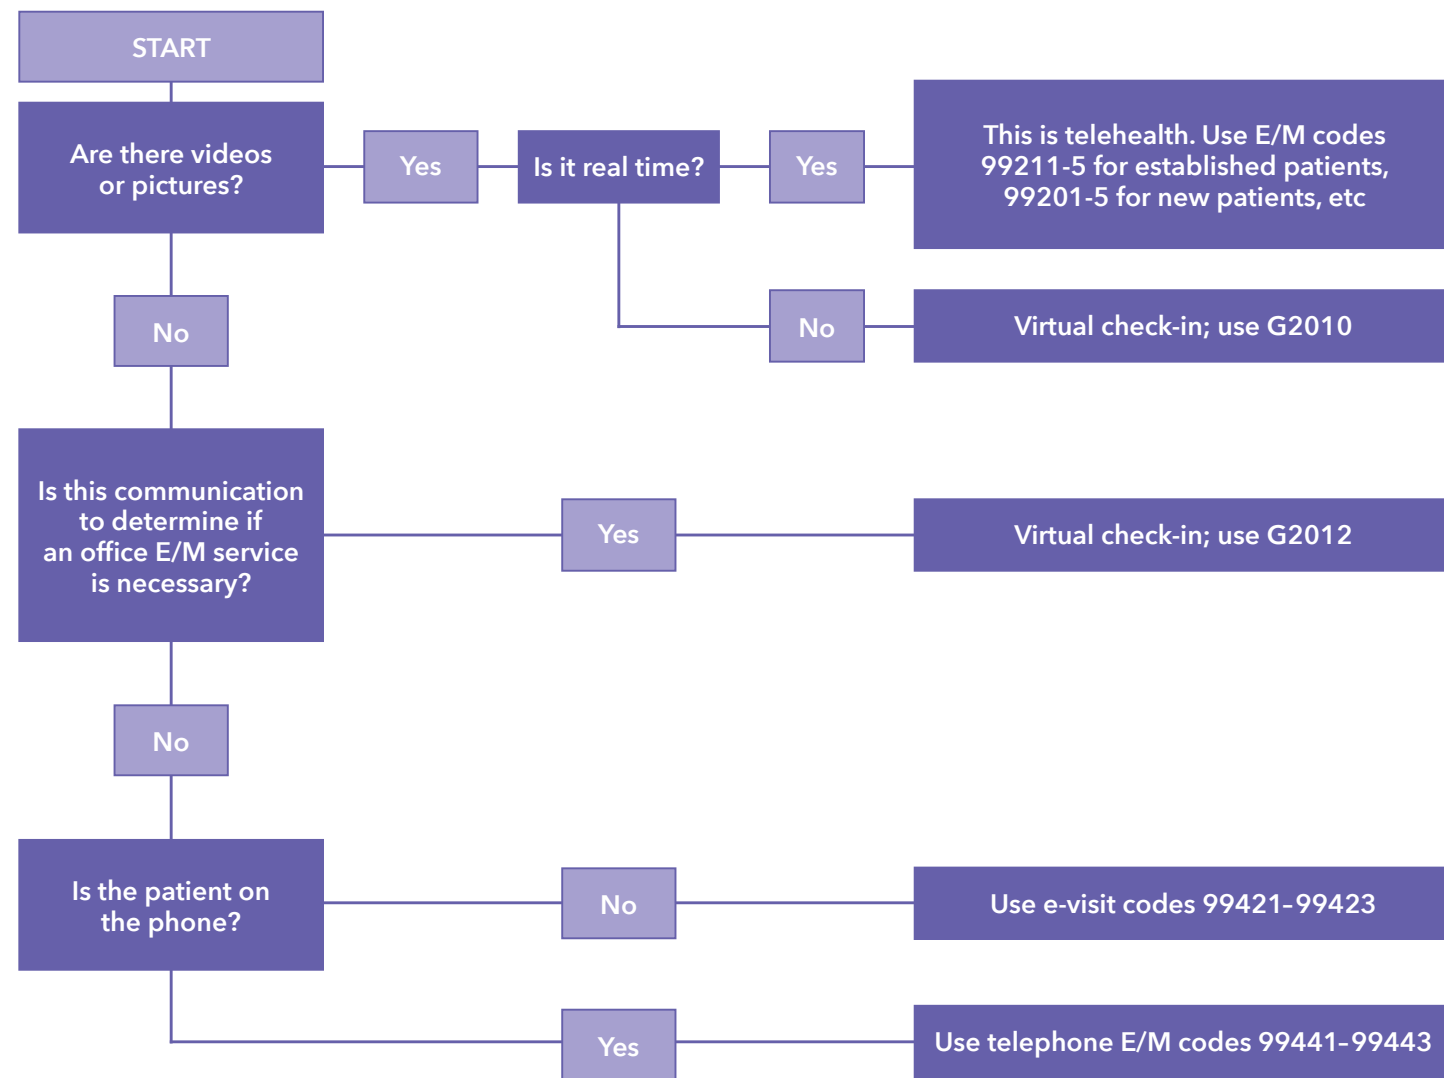 START
Are there videos
or pictures?
Yes
Is it real time?
Yes
This is telehealth. Use E/M codes
99211-5 for established patients,
99201-5 for new patients, etc
No
Virtual check-in; use G2010
No
Is this communication
to determine if
an office E/M service
is necessary?
Yes
Virtual check-in; use G2012
No
Is the patient on
the phone?
No
Use e-visit codes 99421–99423
Yes
Use telephone E/M codes 99441–99443